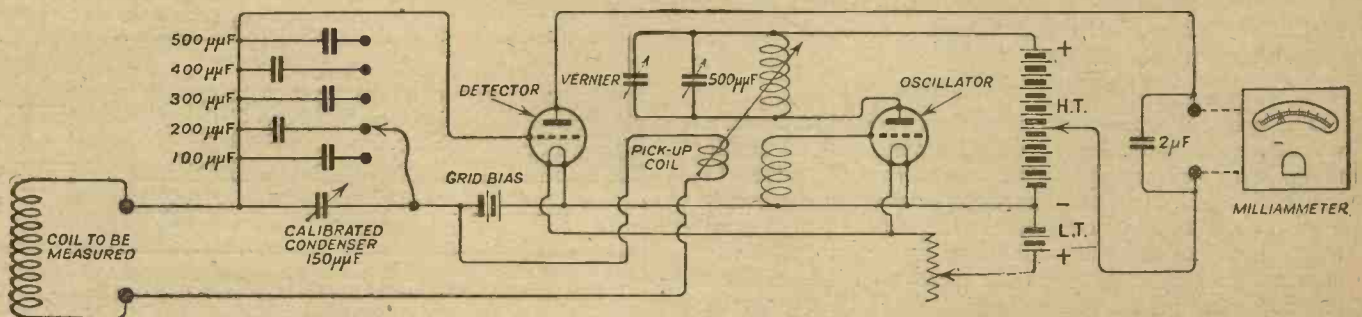 500μμF
400μμF
300μμF
200μμF
100μμF
COIL TO BE
MEASURED
CALIBRATED
CONDENSER
150μμF
DETECTOR
GRID BIAS
VERNIER
500μμF
PICK-UP
COIL
OSCILLATOR
+
H.T.
-
L.T.
+
2μF
MILLIAMMETER